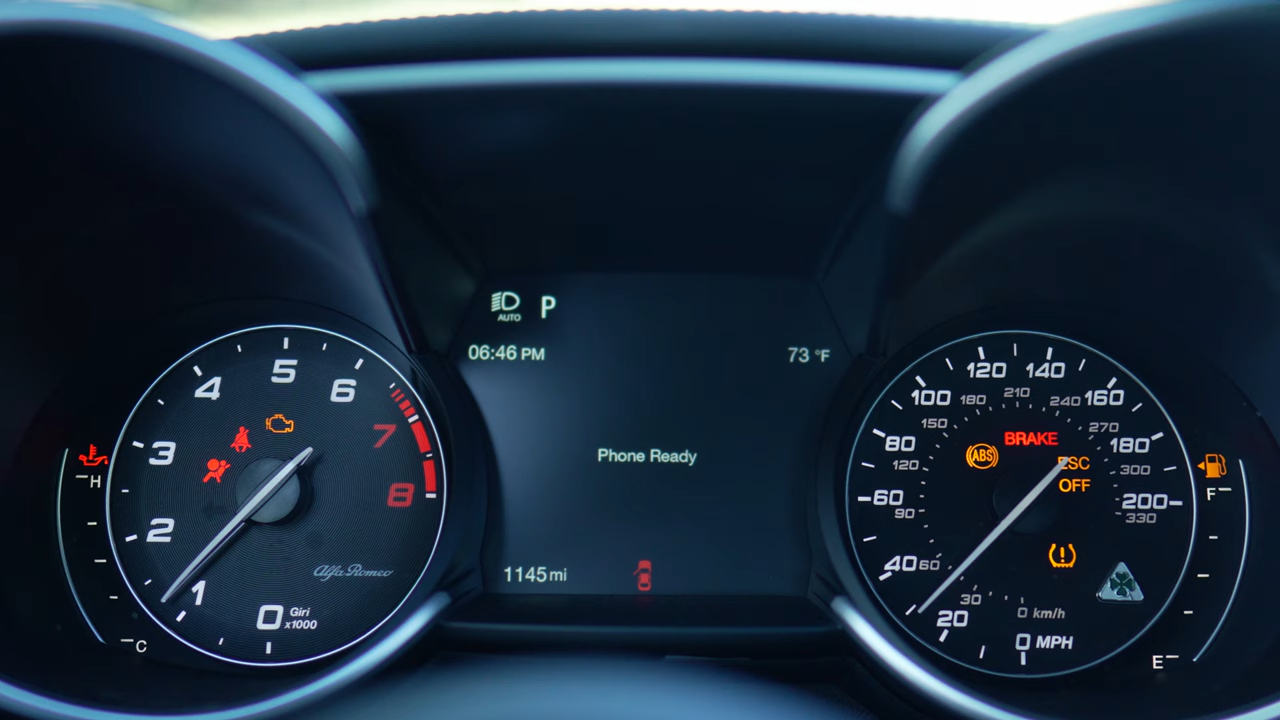 AUTO P
06:46 PM
73 °F
Phone Ready
1145 mi
H
C
0
1
2
3
4
5
6
7
8
Giri
x1000
Alfa Romeo
0 MPH
20
40
60
80
100
120
140
160
180
200
0 km/h
30
60
90
120
150
180
210
240
270
300
330
ABS
BRAKE
ESC
OFF
F
E